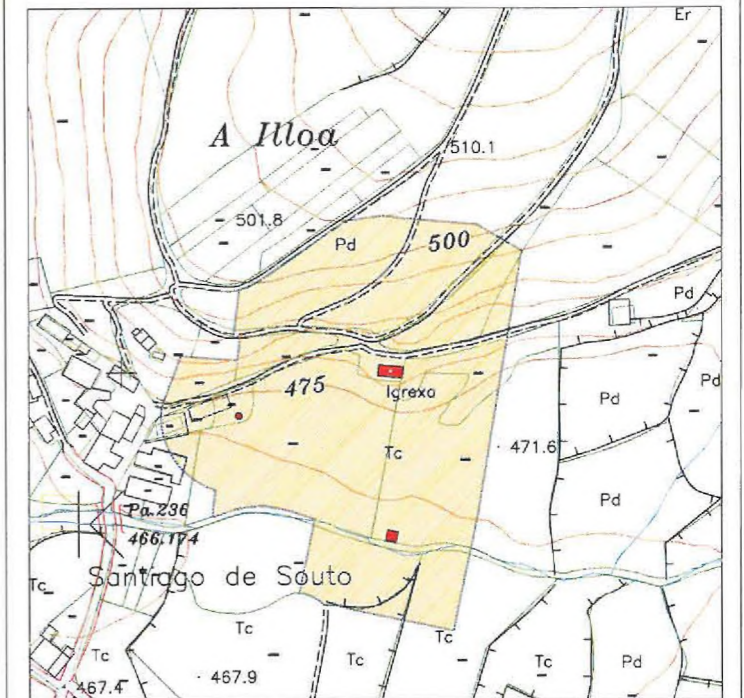 Er
A Illoa
510.1
501.8
Pd
500
Pd
475
Igrexa
Pd
Pd
Tc
471.6
Pd
Pa.236
466.174
Santiago de Souto
Tc
Tc
Tc
Tc
Tc
Tc
Pd
467.9
467.4